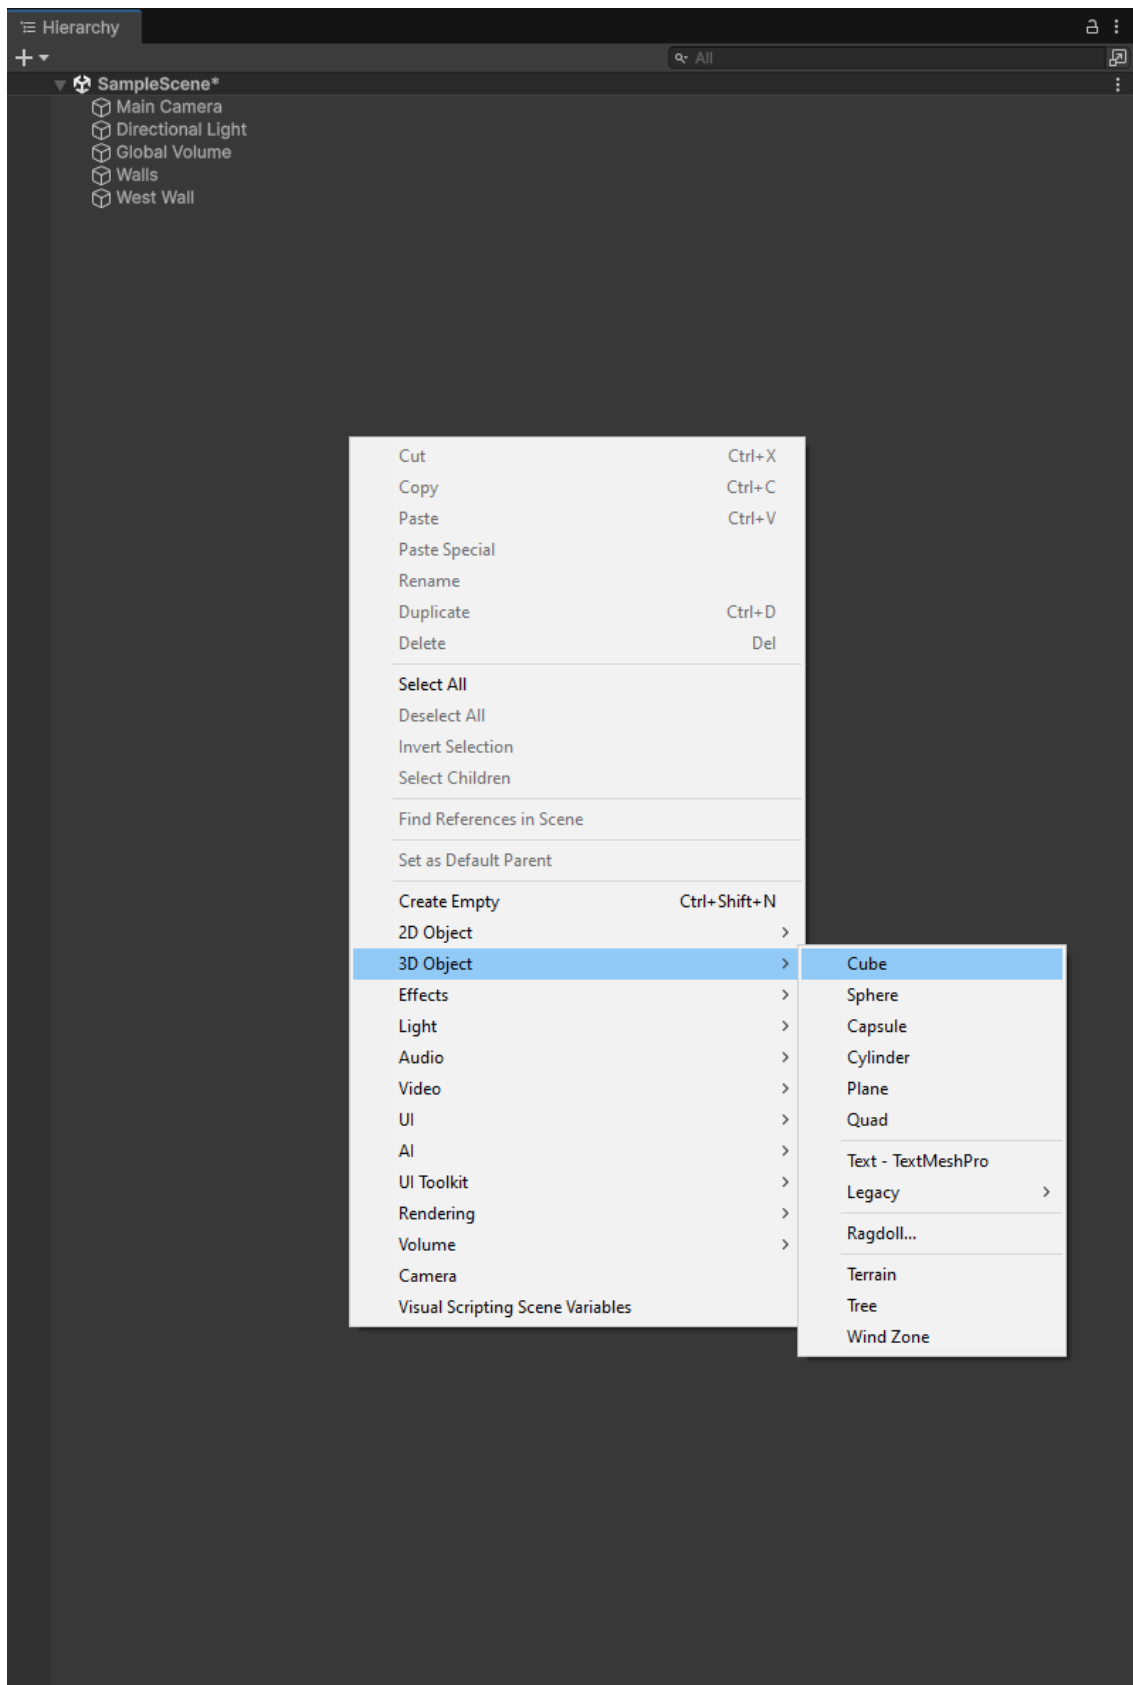 Hierarchy
All
SampleScene*
Main Camera
Directional Light
Global Volume
Walls
West Wall
Cut Ctrl+X
Copy Ctrl+C
Paste Ctrl+V
Paste Special
Rename
Duplicate Ctrl+D
Delete Del
Select All
Deselect All
Invert Selection
Select Children
Find References in Scene
Set as Default Parent
Create Empty Ctrl+Shift+N
2D Object
3D Object
Effects
Light
Audio
Video
UI
AI
UI Toolkit
Rendering
Volume
Camera
Visual Scripting Scene Variables
Cube
Sphere
Capsule
Cylinder
Plane
Quad
Text - TextMeshPro
Legacy
Ragdoll...
Terrain
Tree
Wind Zone